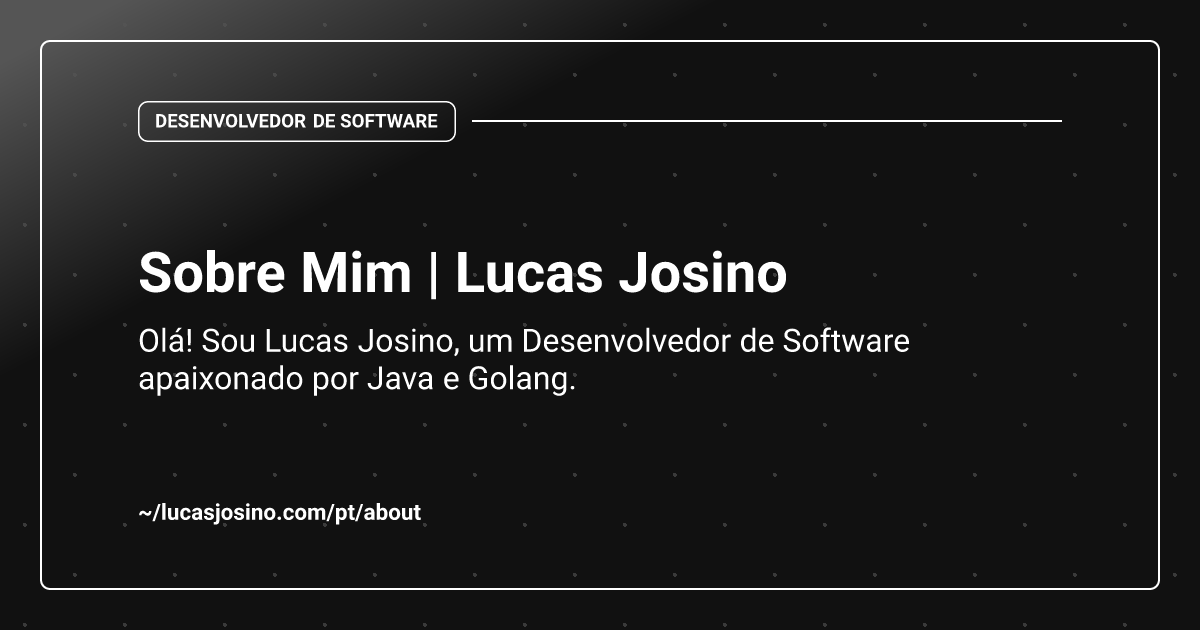 DESENVOLVEDOR DE SOFTWARE
Sobre Mim | Lucas Josino
Olá! Sou Lucas Josino, um Desenvolvedor de Software
apaixonado por Java e Golang.
~/lucasjosino.com/pt/about